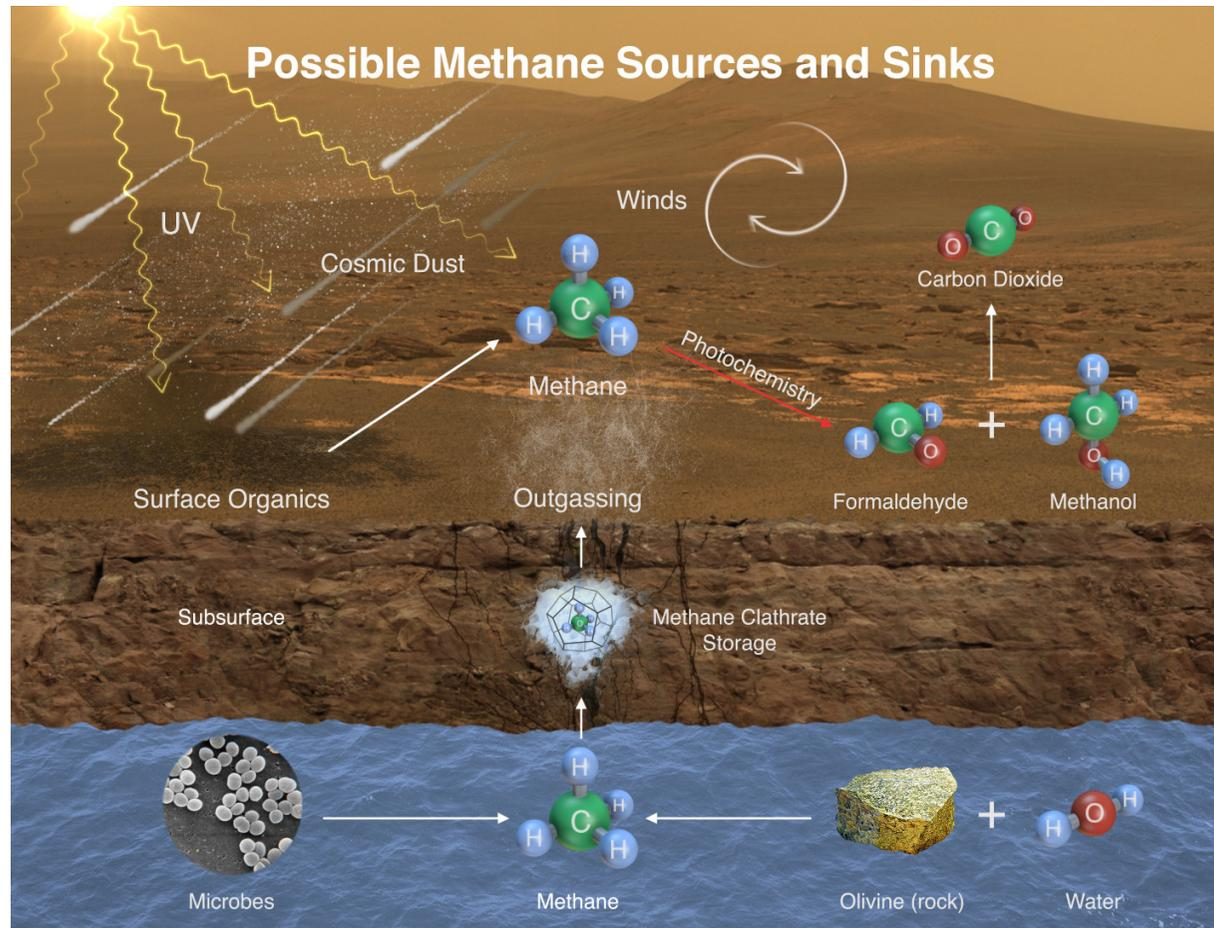 Possible Methane Sources and Sinks
UV
Cosmic Dust
Winds
O
C
O
Carbon Dioxide
H
H
C
H
H
Methane
Photochemistry
H
C
H
O
Formaldehyde
+
H
H
C
H
O
H
Methanol
Surface Organics
Outgassing
Subsurface
Methane Clathrate
Storage
Microbes
H
H
C
H
H
Methane
Olivine (rock)
+
H
O
H
Water